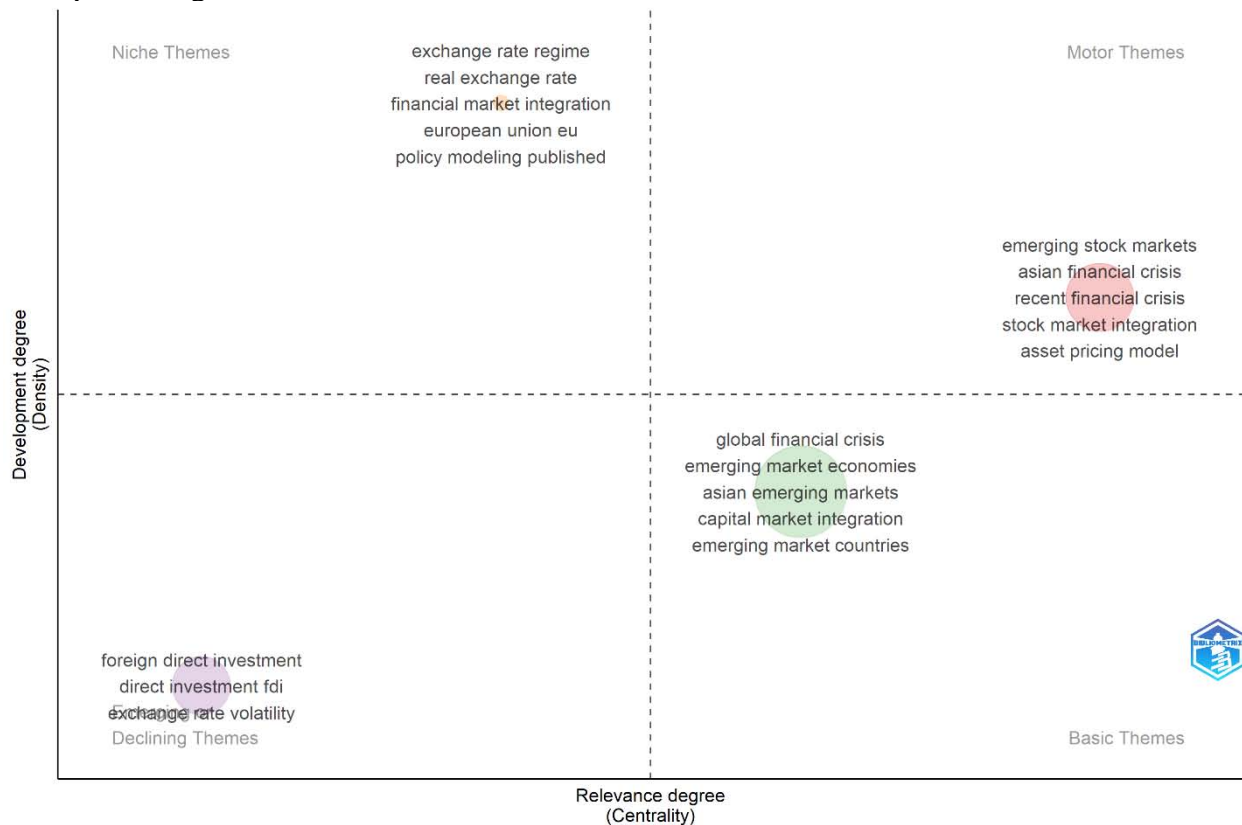 Niche Themes
Motor Themes
exchange rate regime
real exchange rate
financial market integration
european union eu
policy modeling published
emerging stock markets
asian financial crisis
recent financial crisis
stock market integration
asset pricing model
Development degree
(Density)
global financial crisis
emerging market economies
asian emerging markets
capital market integration
emerging market countries
BIBLIOMETRIX
foreign direct investment
direct investment fdi
exchange rate volatility
Emerging or
Declining Themes
Basic Themes
Relevance degree
(Centrality)